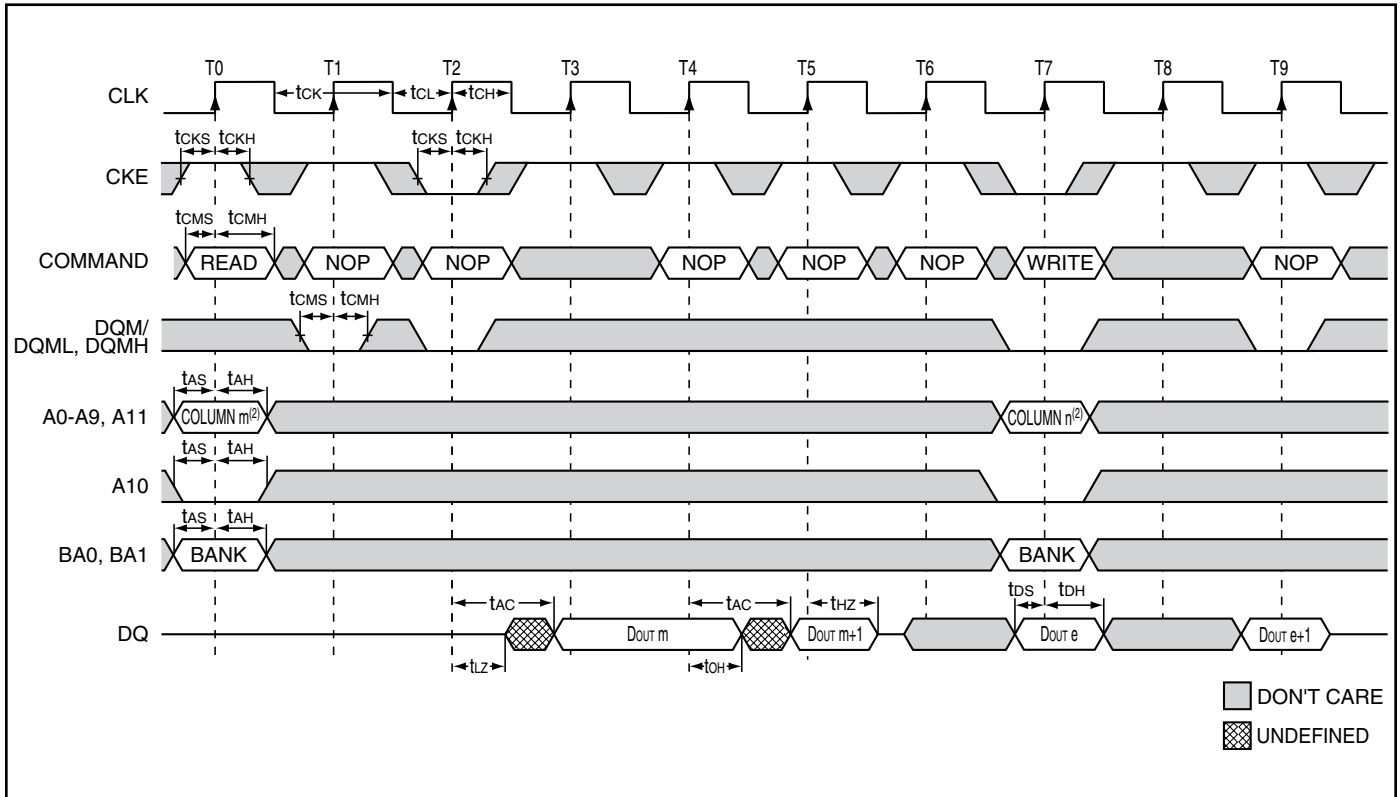 T0 T1 T2 T3 T4 T5 T6 T7 T8 T9
CLK tCK tCL tCH
tCKS tCKH tCKS tCKH
CKE
tCMS tCMH
COMMAND READ NOP NOP NOP NOP NOP WRITE NOP
tCMS tCMH
DQM/
DQML, DQMH
tAS tAH
A0-A9, A11 COLUMN m(2) COLUMN n(2)
tAS tAH
A10
tAS tAH
BA0, BA1 BANK BANK
tAC tAC tHZ tDS tDH
DQ DOUT m DOUT m+1 DOUT e DOUT e+1
tLZ tOH
DON'T CARE
UNDEFINED